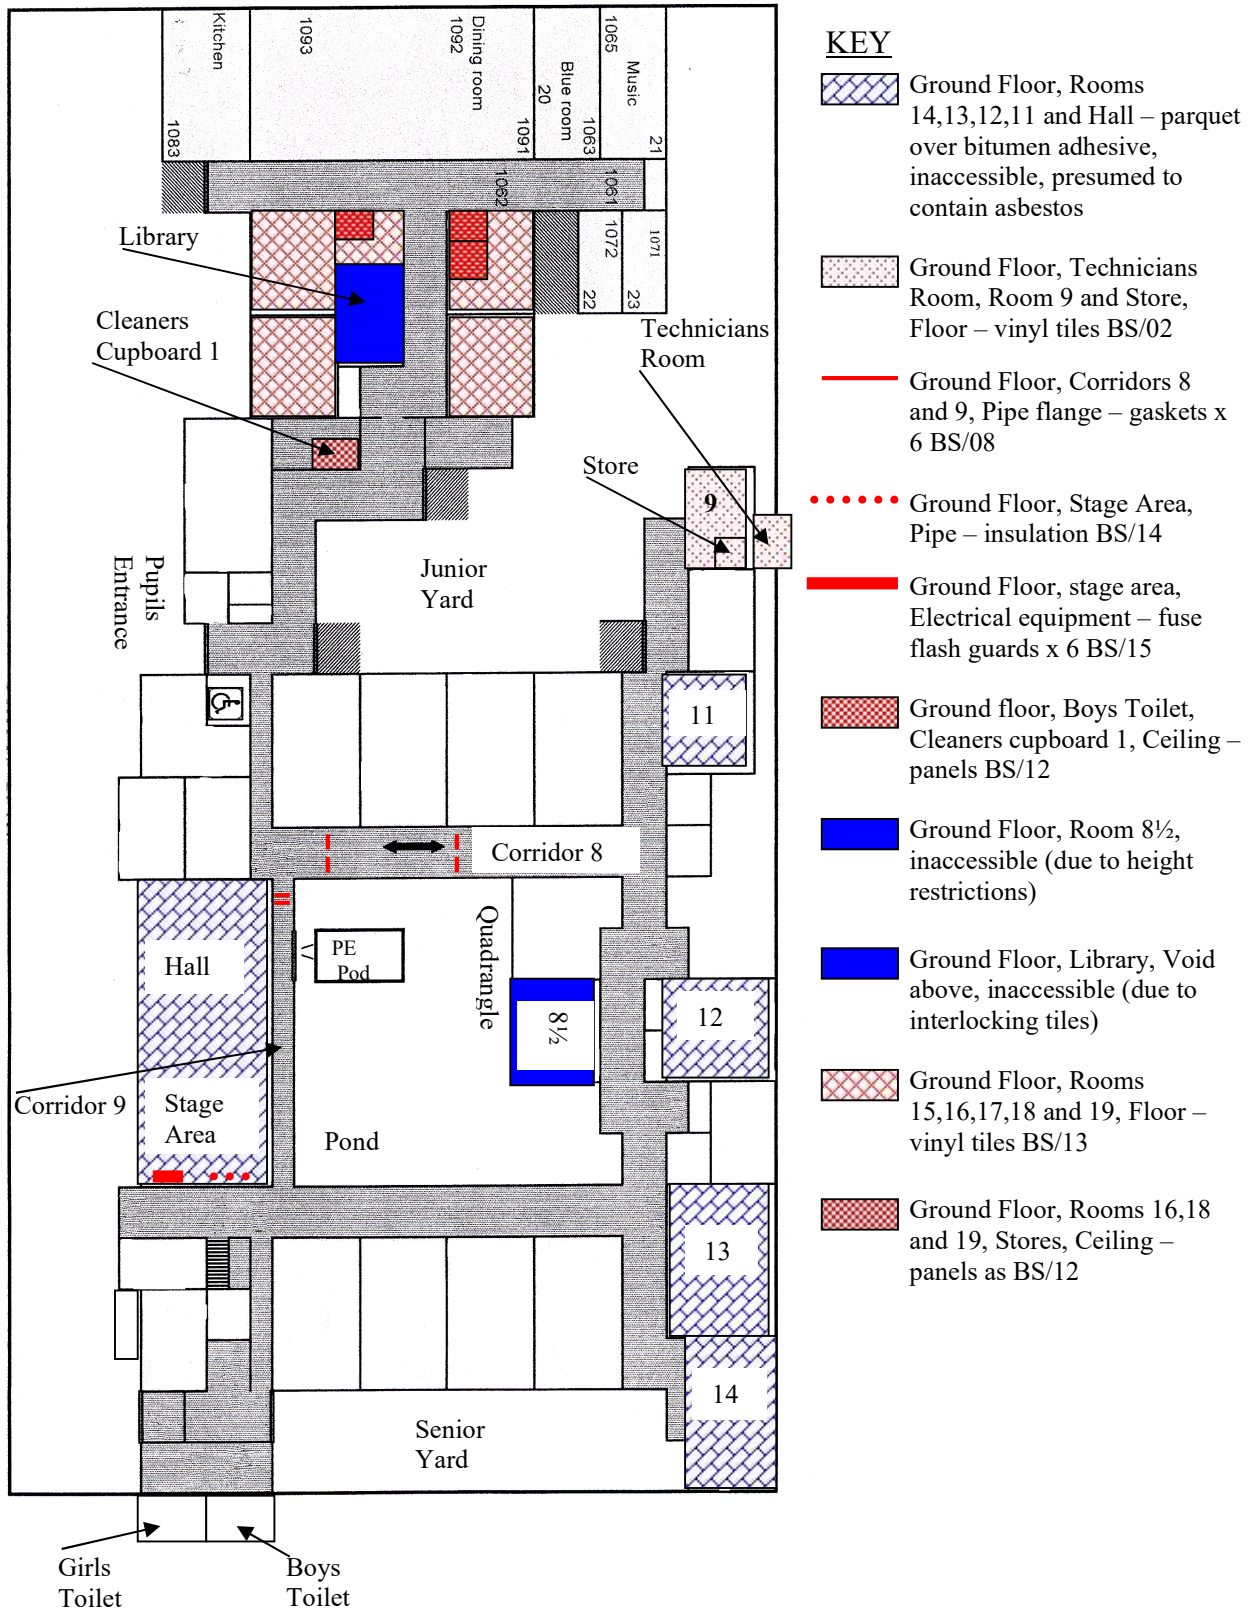 Kitchen
1083
1093
Dining room
1092
1091
Blue room
20
1063
1065
Music
21
1062
1061
1072
22
1071
23
Library
Cleaners
Cupboard 1
Technicians
Room
Store
9
Pupils
Entrance
Junior
Yard
11
Corridor 8
Hall
PE
Pod
Quadrangle
8½
12
Corridor 9
Stage
Area
Pond
13
14
Senior
Yard
Girls
Toilet
Boys
Toilet
KEY
Ground Floor, Rooms
14,13,12,11 and Hall – parquet
over bitumen adhesive,
inaccessible, presumed to
contain asbestos
Ground Floor, Technicians
Room, Room 9 and Store,
Floor – vinyl tiles BS/02
Ground Floor, Corridors 8
and 9, Pipe flange – gaskets x
6 BS/08
Ground Floor, Stage Area,
Pipe – insulation BS/14
Ground Floor, stage area,
Electrical equipment – fuse
flash guards x 6 BS/15
Ground floor, Boys Toilet,
Cleaners cupboard 1, Ceiling –
panels BS/12
Ground Floor, Room 8½,
inaccessible (due to height
restrictions)
Ground Floor, Library, Void
above, inaccessible (due to
interlocking tiles)
Ground Floor, Rooms
15,16,17,18 and 19, Floor –
vinyl tiles BS/13
Ground Floor, Rooms 16,18
and 19, Stores, Ceiling –
panels as BS/12